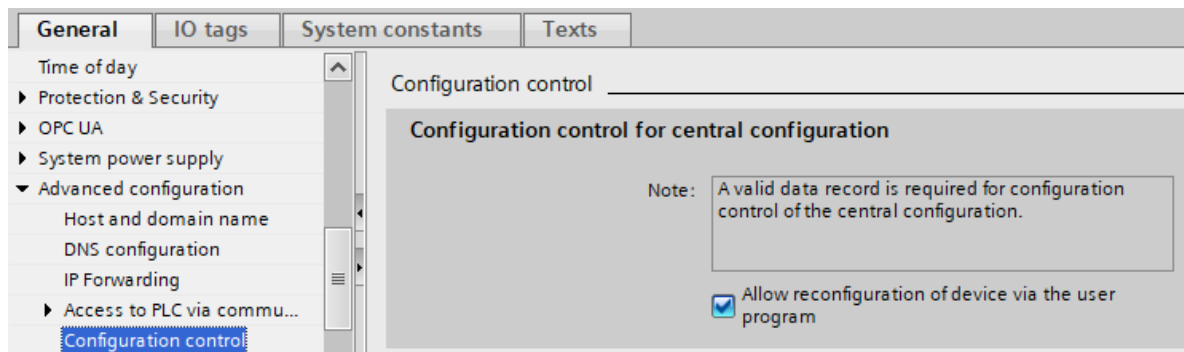 General IO tags System constants Texts
Time of day
Protection & Security
OPC UA
System power supply
Advanced configuration
Host and domain name
DNS configuration
IP Forwarding
Access to PLC via commu...
Configuration control
Configuration control
Configuration control for central configuration
Note: A valid data record is required for configuration
control of the central configuration.
Allow reconfiguration of device via the user
program